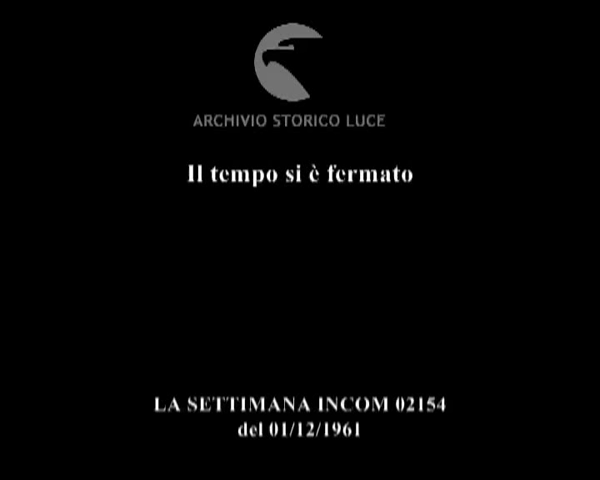 ARCHIVIO STORICO LUCE
Il tempo si è fermato
LA SETTIMANA INCOM 02154
del 01/12/1961